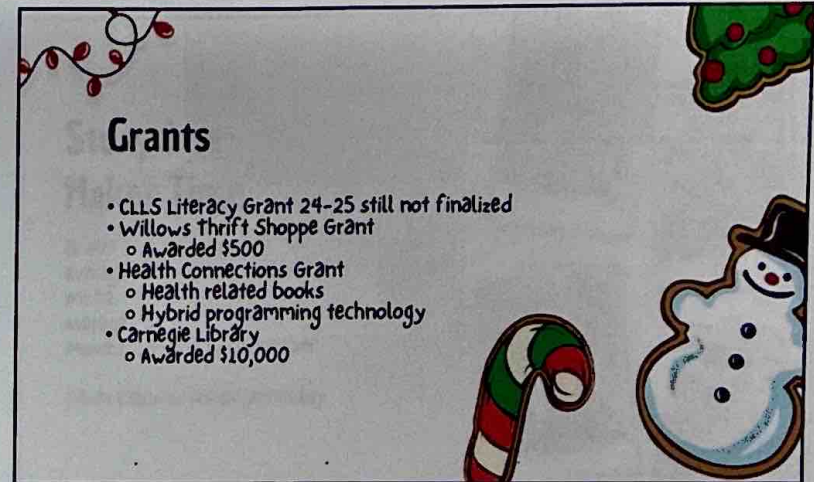 Grants
• CLLS Literacy Grant 24-25 still not finalized
• Willows Thrift Shoppe Grant
o Awarded $500
• Health Connections Grant
o Health related books
o Hybrid programming technology
• Carnegie Library
o Awarded $10,000